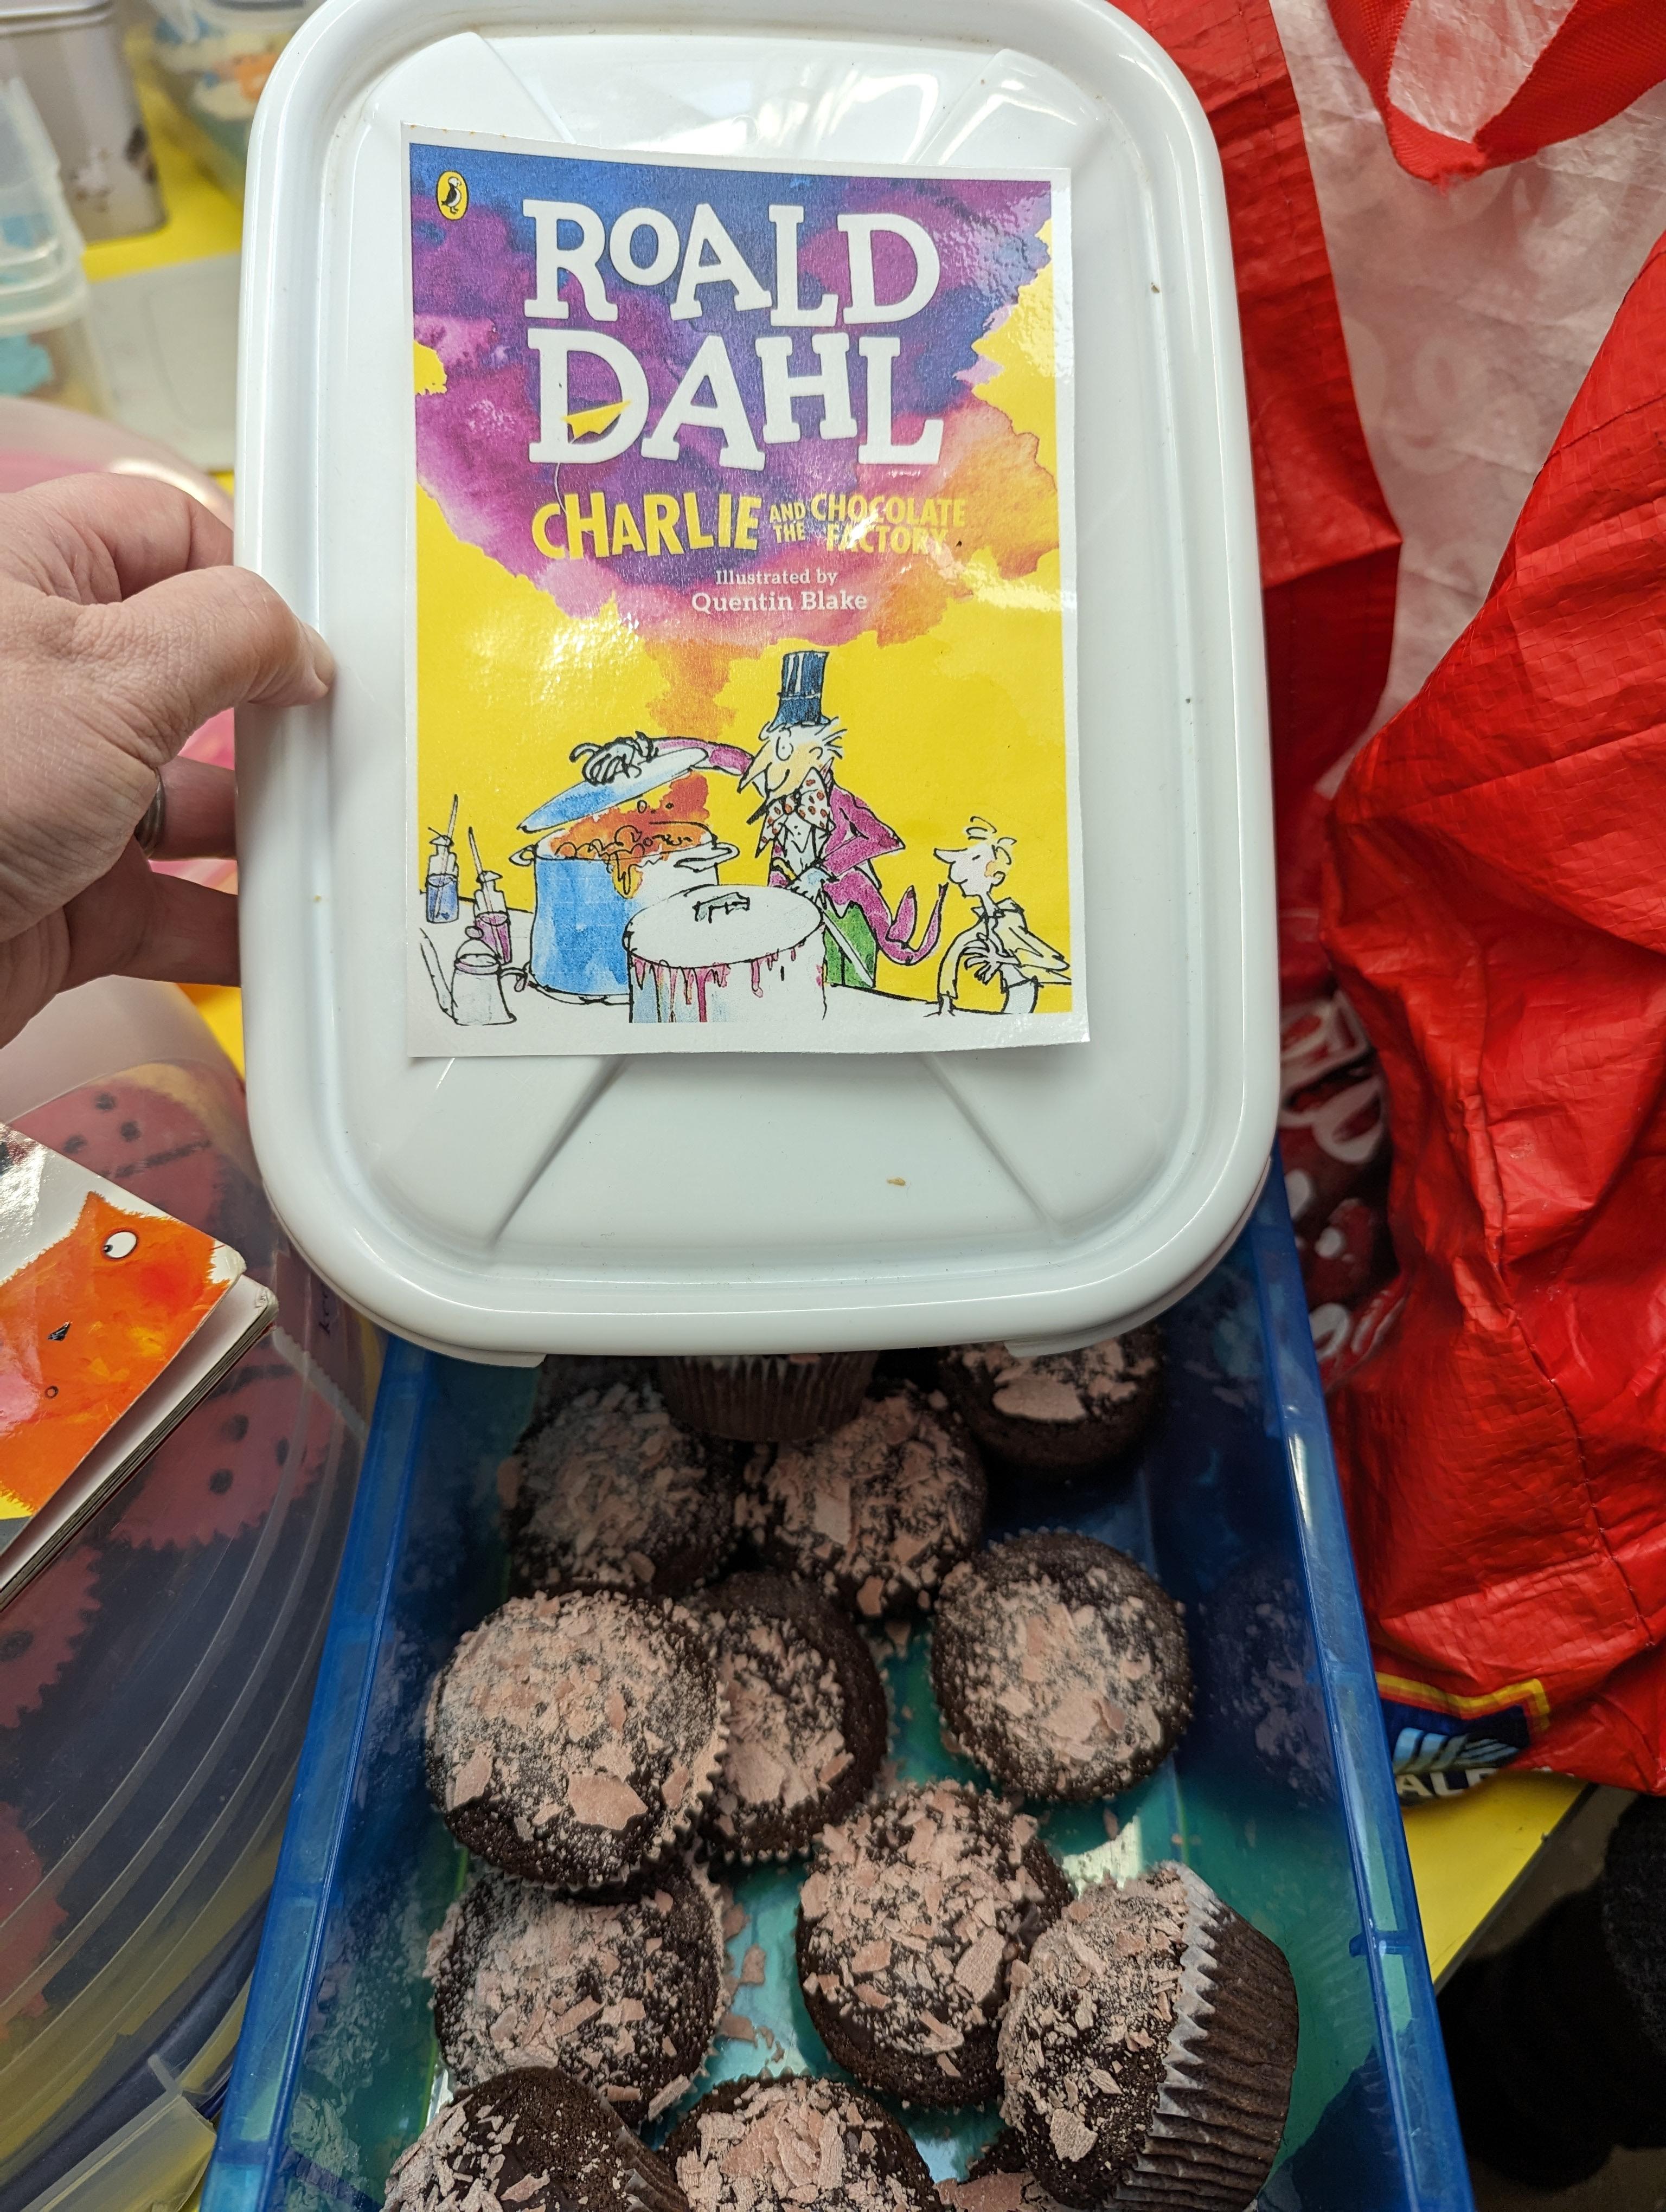 ROALD
DAHL
CHARLIE AND THE CHOCOLATE FACTORY
Illustrated by
Quentin Blake